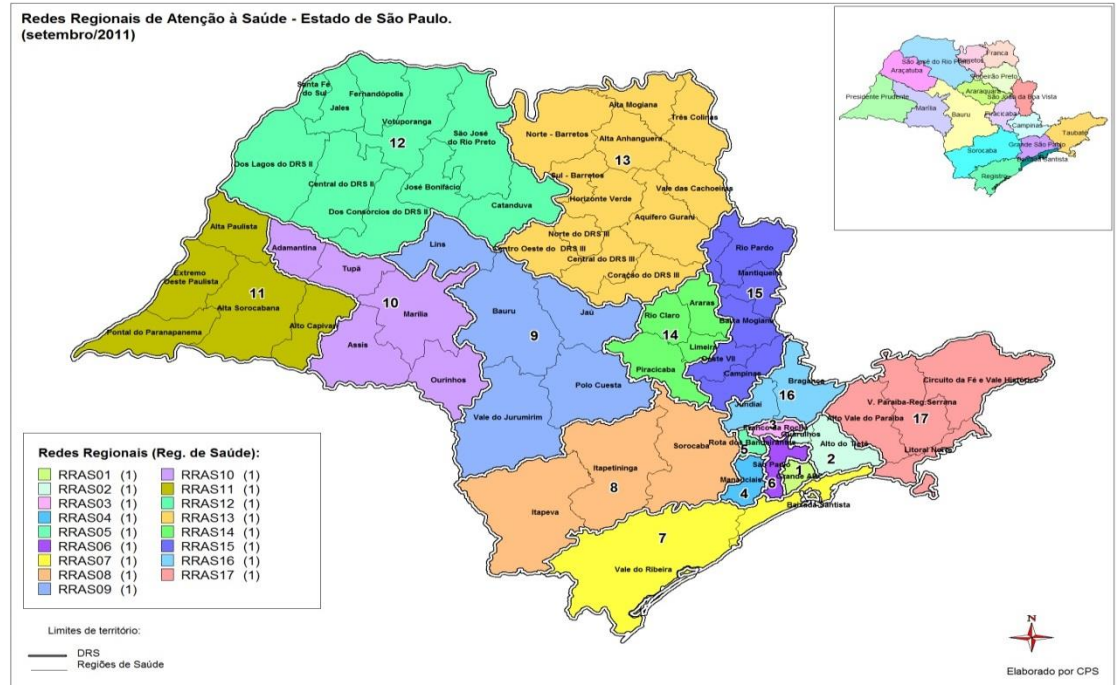 Redes Regionais de Atenção à Saúde - Estado de São Paulo.
(setembro/2011)
Franca
São José do Rio Preto
Barretos
Araçatuba
Ribeirão Preto
Araraquara
São João da Boa Vista
Presidente Prudente
Marília
Bauru
Piracicaba
Campinas
Taubaté
Sorocaba
Grande São Paulo
Baixada Santista
Registro
Santa Fé
do Sul
Jales
Fernandópolis
Votuporanga
12
São José
do Rio Preto
Dos Lagos do DRS II
Central do DRS II
José Bonifácio
Catanduva
Dos Consórcios do DRS II
Alta Mogiana
Três Colinas
Norte - Barretos
Alta Anhanguera
13
Sul - Barretos
Horizonte Verde
Vale das Cachoeiras
Aquífero Gurani
Norte do DRS III
Centro Oeste do DRS III
Central do DRS III
Coração do DRS III
Alta Paulista
Adamantina
Tupã
Lins
Extremo
Oeste Paulista
11
Alta Sorocabana
Pontal do Paranapanema
Alto Capivari
10
Marília
Assis
Ourinhos
Bauru
Jaú
9
Polo Cuesta
Vale do Jurumirim
Rio Pardo
Mantiqueira
15
Baixa Mogiana
Oeste VII
Campinas
Araras
Rio Claro
14
Limeira
Piracicaba
Bragança
16
Jundiaí
Circuito da Fé e Vale Histórico
V. Paraíba-Reg.Serrana
Alto Vale do Paraíba
17
Litoral Norte
3
Franco da Rocha
Guarulhos
Rota dos Bandeirantes
5
Alto do Tietê
2
São Paulo
1
Grande ABC
Mananciais
6
4
Baixada Santista
Sorocaba
Itapetininga
8
Itapeva
7
Vale do Ribeira
Redes Regionais (Reg. de Saúde):
RRAS01 (1)
RRAS02 (1)
RRAS03 (1)
RRAS04 (1)
RRAS05 (1)
RRAS06 (1)
RRAS07 (1)
RRAS08 (1)
RRAS09 (1)
RRAS10 (1)
RRAS11 (1)
RRAS12 (1)
RRAS13 (1)
RRAS14 (1)
RRAS15 (1)
RRAS16 (1)
RRAS17 (1)
Limites de território:
DRS
Regiões de Saúde
N
Elaborado por CPS